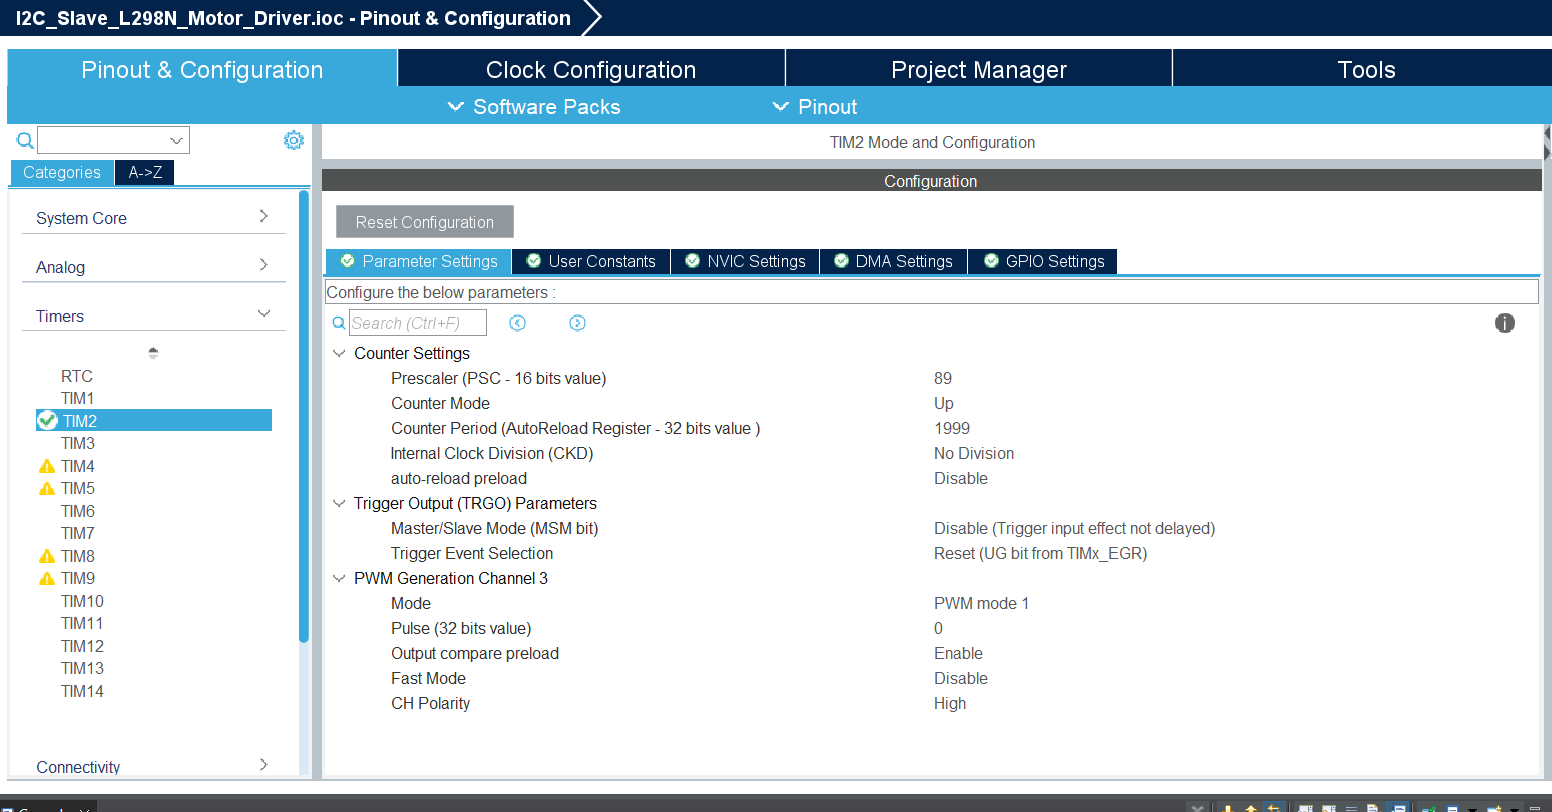 I2C_Slave_L298N_Motor_Driver.ioc - Pinout & Configuration
Pinout & Configuration
Clock Configuration
Project Manager
Tools
Software Packs
Pinout
TIM2 Mode and Configuration
Categories
A->Z
Configuration
System Core
Analog
Timers
RTC
TIM1
TIM2
TIM3
TIM4
TIM5
TIM6
TIM7
TIM8
TIM9
TIM10
TIM11
TIM12
TIM13
TIM14
Connectivity
Reset Configuration
Parameter Settings
User Constants
NVIC Settings
DMA Settings
GPIO Settings
Configure the below parameters :
Search (Ctrl+F)
Counter Settings
Prescaler (PSC - 16 bits value) 89
Counter Mode Up
Counter Period (AutoReload Register - 32 bits value ) 1999
Internal Clock Division (CKD) No Division
auto-reload preload Disable
Trigger Output (TRGO) Parameters
Master/Slave Mode (MSM bit) Disable (Trigger input effect not delayed)
Trigger Event Selection Reset (UG bit from TIMx_EGR)
PWM Generation Channel 3
Mode PWM mode 1
Pulse (32 bits value) 0
Output compare preload Enable
Fast Mode Disable
CH Polarity High